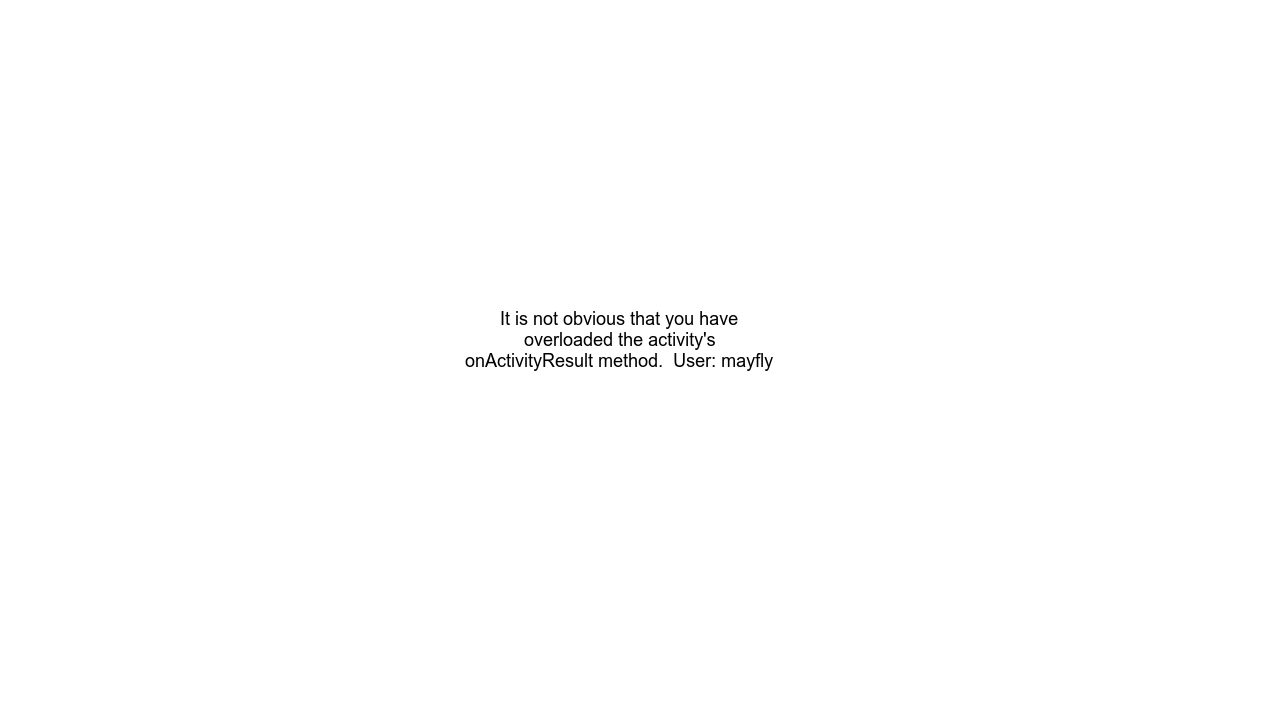 It is not obvious that you have
overloaded the activity's
onActivityResult method.  User: mayfly